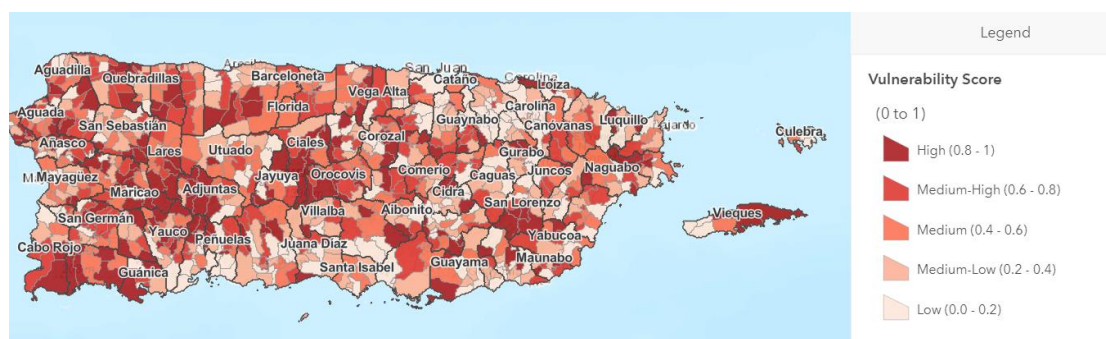 San Juan
Aguadilla
Quebradillas
Barceloneta
Cataño
Loíza
Vega Alta
Florida
Carolina
Aguada
Guaynabo
Canóvanas
Luquillo
San Sebastián
Culebra
Añasco
Ciales
Corozal
Lares
Utuado
Gurabo
Mayagüez
Jayuya
Orocovis
Comerío
Caguas
Juncos
Naguabo
Maricao
Adjuntas
Cidra
San Lorenzo
Villalba
Aibonito
San Germán
Vieques
Yauco
Peñuelas
Yabucoa
Cabo Rojo
Juana Díaz
Maunabo
Guánica
Santa Isabel
Guayama
Legend
Vulnerability Score
(0 to 1)
High (0.8 - 1)
Medium-High (0.6 - 0.8)
Medium (0.4 - 0.6)
Medium-Low (0.2 - 0.4)
Low (0.0 - 0.2)